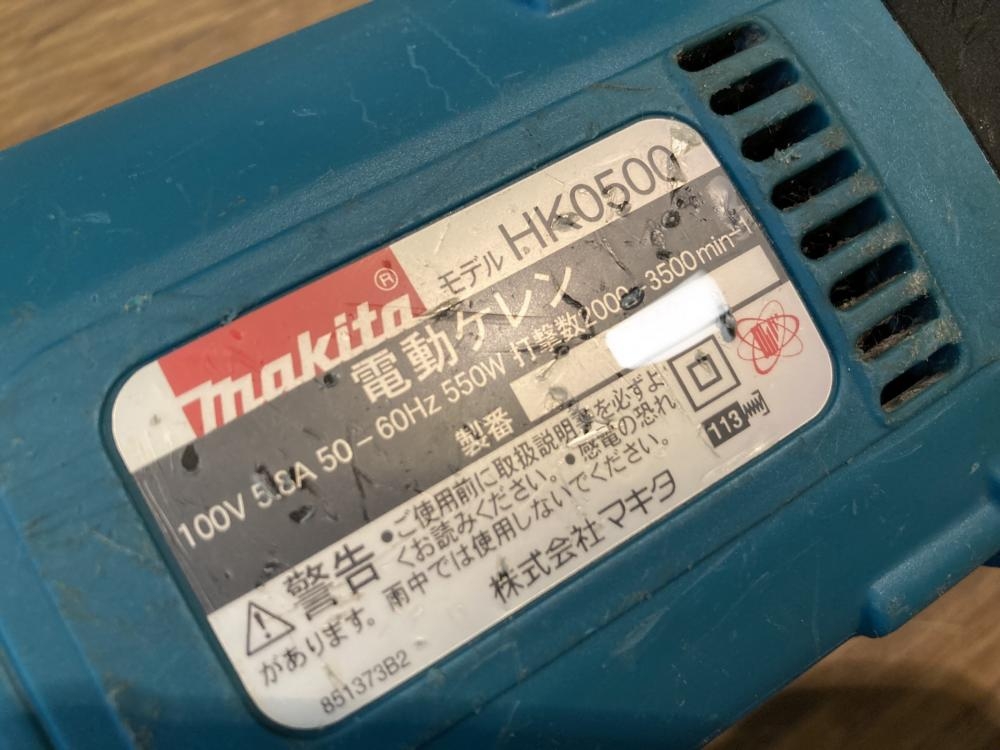 makita®
モデル HK0500
電動ケレン
100V 5.8A 50–60Hz 550W 打撃数2000–3500min⁻¹
製番
警告
•ご使用前に取扱説明書を必ずよ
くお読みください。•感電の恐れ
があります。雨中では使用しないでください。
株式会社マキタ
851373B2
113